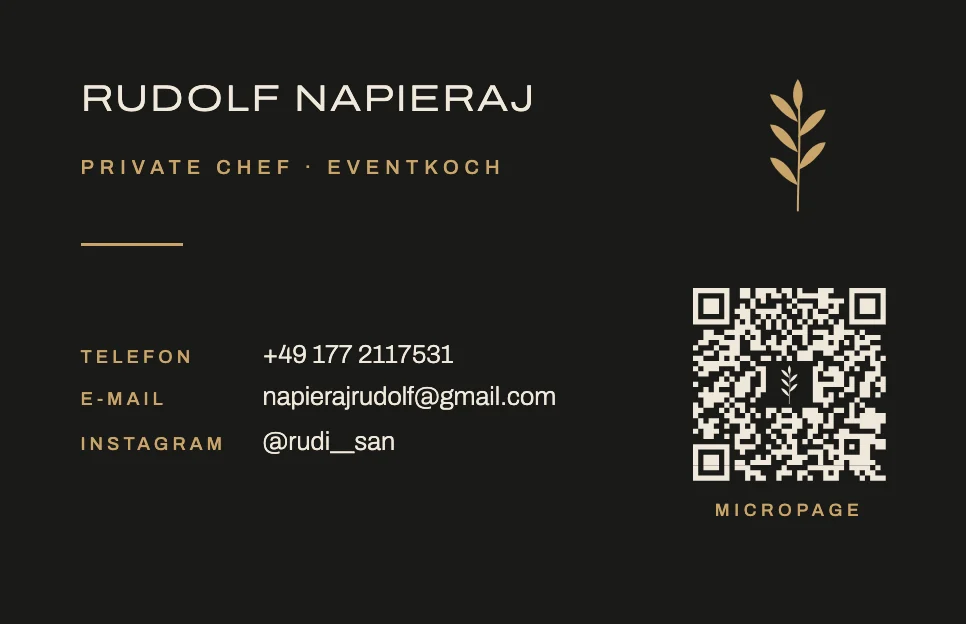 RUDOLF NAPIERAJ
PRIVATE CHEF · EVENTKOCH
TELEFON +49 177 2117531
E-MAIL napierajrudolf@gmail.com
INSTAGRAM @rudi__san
MICROPAGE